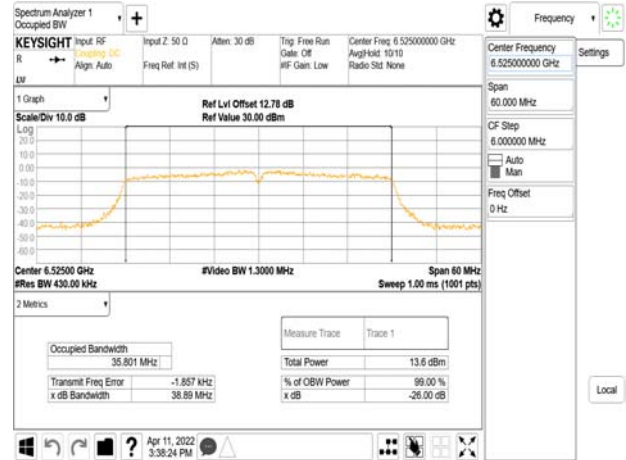 Spectrum Analyzer 1
Occupied BW
+
Frequency
KEYSIGHT
R
Input: RF
Coupling: DC
Align: Auto
Input Z: 50 Ω
Freq Ref: Int (S)
Atten: 30 dB
Trig: Free Run
Gate: Off
#IF Gain: Low
Center Freq: 6.525000000 GHz
Avg|Hold: 10/10
Radio Std: None
Center Frequency
6.525000000 GHz
Settings
Span
60.000 MHz
CF Step
6.000000 MHz
Auto
Man
Freq Offset
0 Hz
Local
1 Graph
Scale/Div 10.0 dB
Ref Lvl Offset 12.78 dB
Ref Value 30.00 dBm
Log
20.0
10.0
0.00
-10.0
-20.0
-30.0
-40.0
-50.0
-60.0
Center 6.52500 GHz
#Res BW 430.00 kHz
#Video BW 1.3000 MHz
Span 60 MHz
Sweep 1.00 ms (1001 pts)
2 Metrics
Measure Trace
Trace 1
Occupied Bandwidth
35.801 MHz
Total Power
13.6 dBm
Transmit Freq Error
-1.857 kHz
% of OBW Power
99.00 %
x dB Bandwidth
38.89 MHz
x dB
-26.00 dB
?
Apr 11, 2022
3:38:24 PM